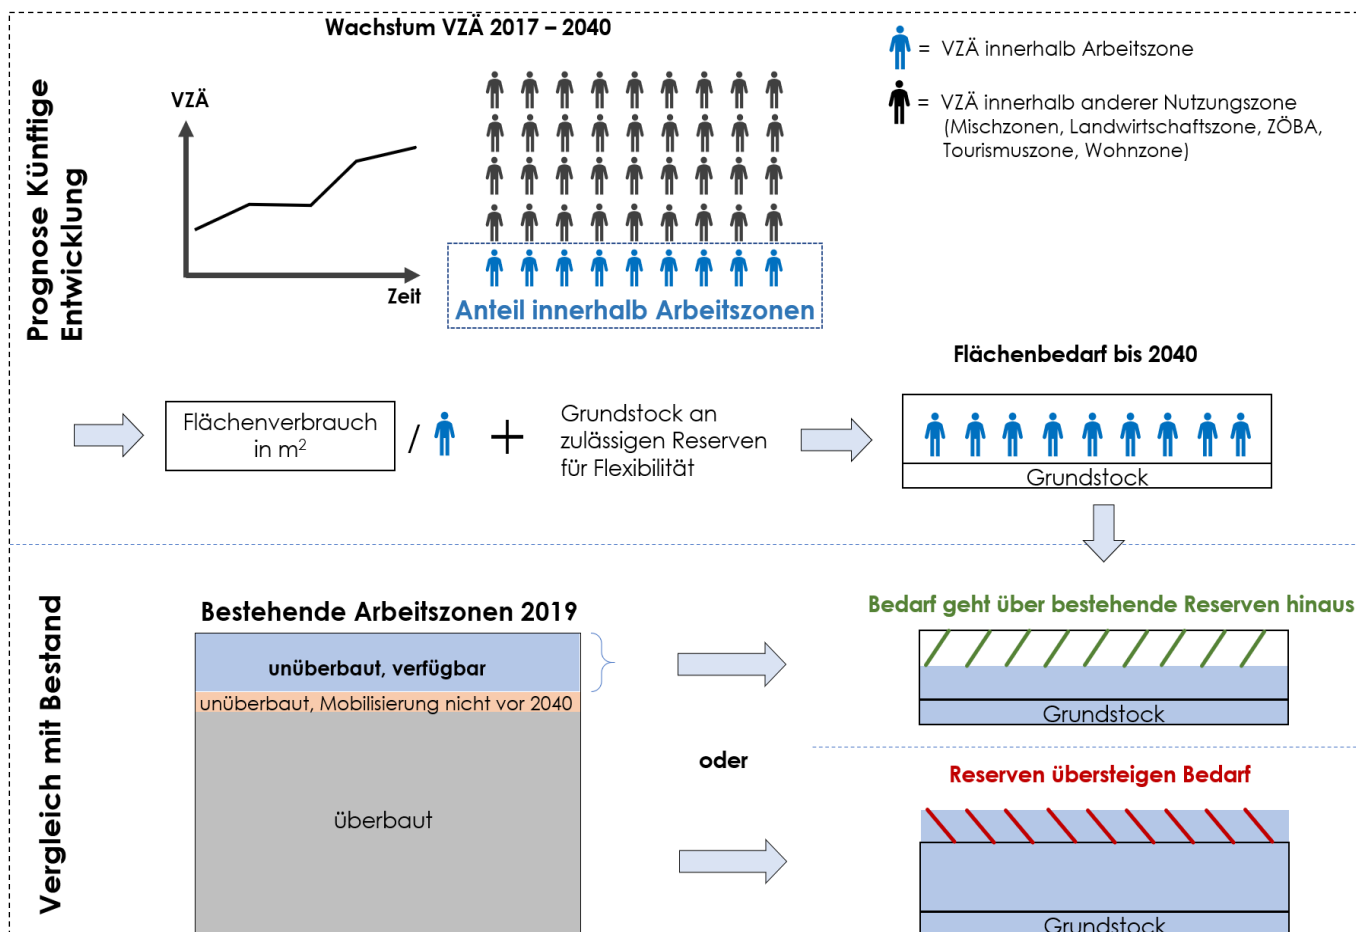 Wachstum VZÄ 2017 – 2040
= VZÄ innerhalb Arbeitszone
= VZÄ innerhalb anderer Nutzungszone
(Mischzonen, Landwirtschaftszone, ZÖBA,
Tourismuszone, Wohnzone)
Prognose Künftige
Entwicklung
VZÄ
Zeit
Anteil innerhalb Arbeitszonen
Flächenverbrauch
in m²
/
+
Grundstock an
zulässigen Reserven
für Flexibilität
Flächenbedarf bis 2040
Grundstock
Vergleich mit Bestand
Bestehende Arbeitszonen 2019
unüberbaut, verfügbar
unüberbaut, Mobilisierung nicht vor 2040
überbaut
oder
Bedarf geht über bestehende Reserven hinaus
Grundstock
Reserven übersteigen Bedarf
Grundstock